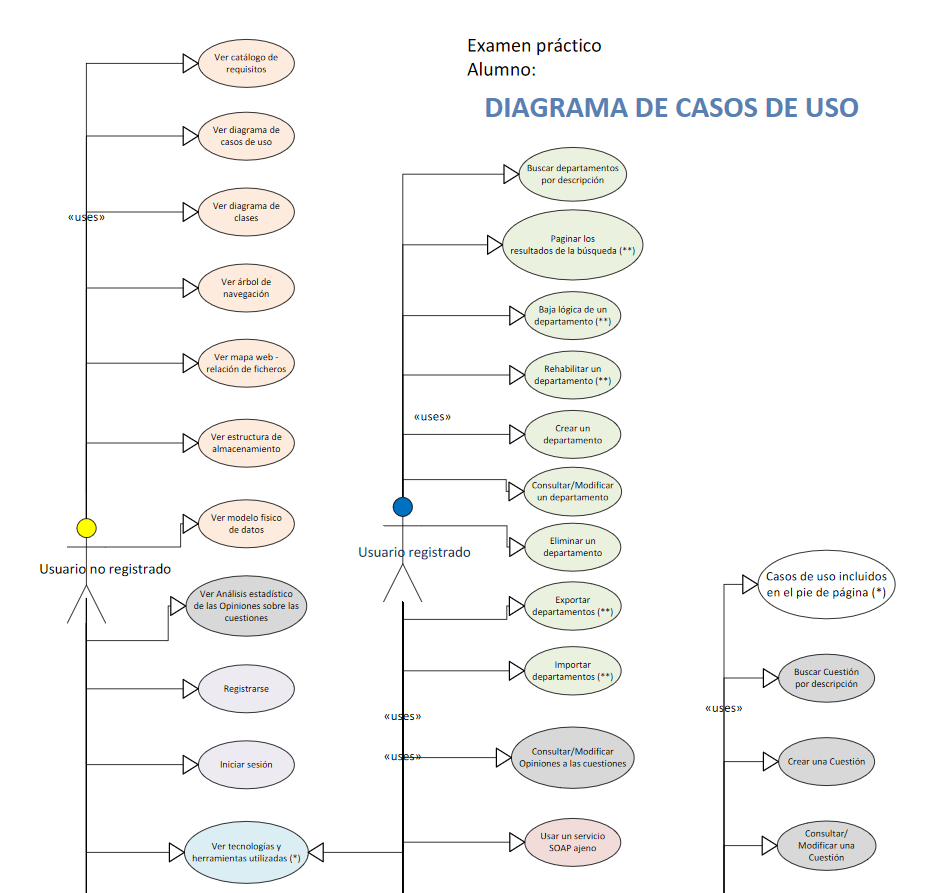 Examen práctico
Alumno:
DIAGRAMA DE CASOS DE USO
Ver catálogo de
requisitos
Ver diagrama de
casos de uso
«uses»
Ver diagrama de
clases
Ver árbol de
navegación
Ver mapa web -
relación de ficheros
Ver estructura de
almacenamiento
Ver modelo fisico
de datos
Usuario no registrado
Ver Análisis estadístico
de las Opiniones sobre las
cuestiones
Registrarse
Iniciar sesión
Ver tecnologías y
herramientas utilizadas (*)
Buscar departamentos
por descripción
Paginar los
resultados de la búsqueda (**)
Baja lógica de un
departamento (**)
Rehabilitar un
departamento (**)
«uses»
Crear un
departamento
Consultar/Modificar
un departamento
Usuario registrado
Eliminar un
departamento
Exportar
departamentos (**)
Importar
departamentos (**)
«uses»
«uses»
Consultar/Modificar
Opiniones a las cuestiones
Usar un servicio
SOAP ajeno
Casos de uso incluidos
en el pie de página (*)
Buscar Cuestión
por descripción
«uses»
Crear una Cuestión
Consultar/
Modificar una
Cuestión